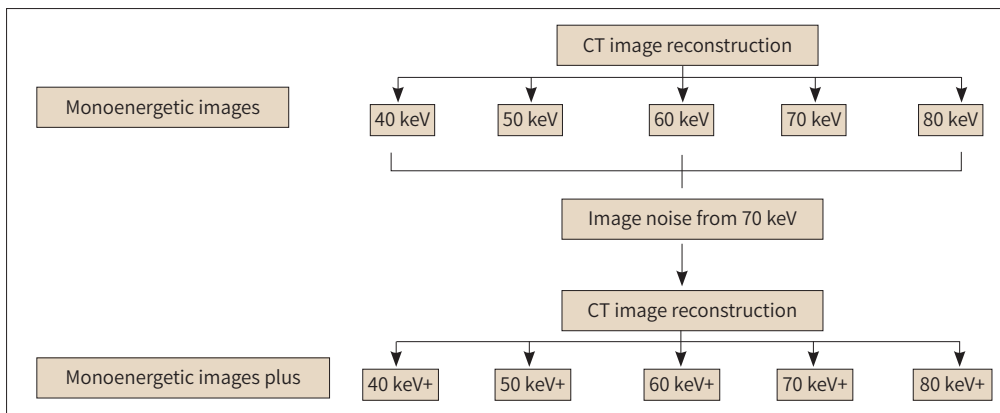 CT image reconstruction
Monoenergetic images
40 keV 50 keV 60 keV 70 keV 80 keV
Image noise from 70 keV
CT image reconstruction
Monoenergetic images plus
40 keV+ 50 keV+ 60 keV+ 70 keV+ 80 keV+